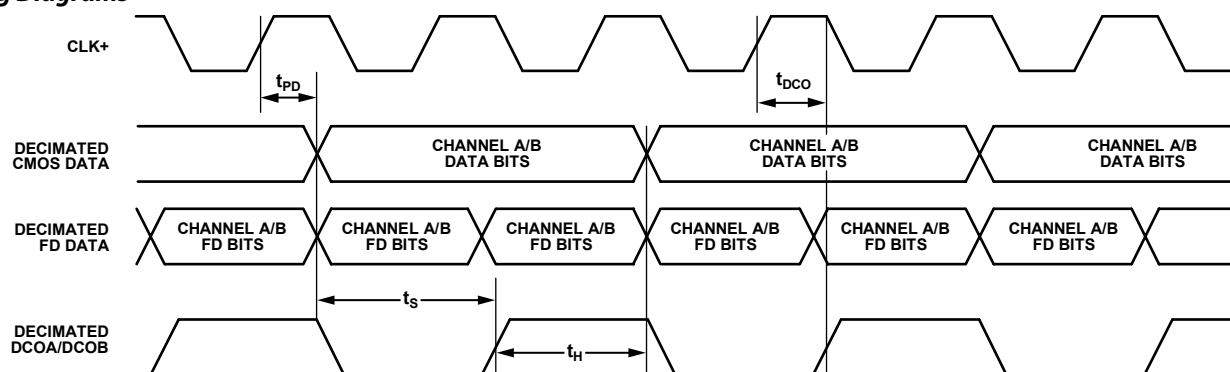 g Diagrams
CLK+
tPD
tDCO
DECIMATED
CMOS DATA
CHANNEL A/B
DATA BITS
CHANNEL A/B
DATA BITS
CHANNEL A/B
DATA BITS
DECIMATED
FD DATA
CHANNEL A/B
FD BITS
CHANNEL A/B
FD BITS
CHANNEL A/B
FD BITS
CHANNEL A/B
FD BITS
CHANNEL A/B
FD BITS
CHANNEL A/B
FD BITS
tS
DECIMATED
DCOA/DCOB
tH